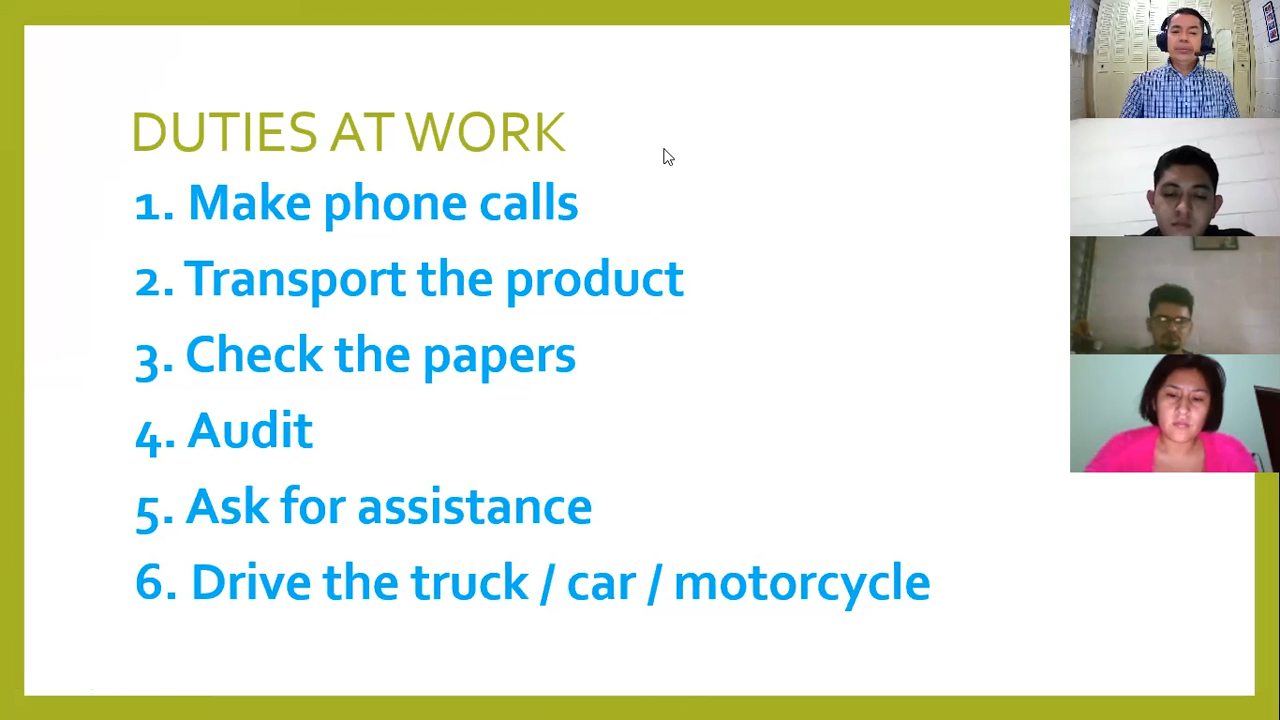 DUTIES AT WORK
1. Make phone calls
2. Transport the product
3. Check the papers
4. Audit
5. Ask for assistance
6. Drive the truck / car / motorcycle